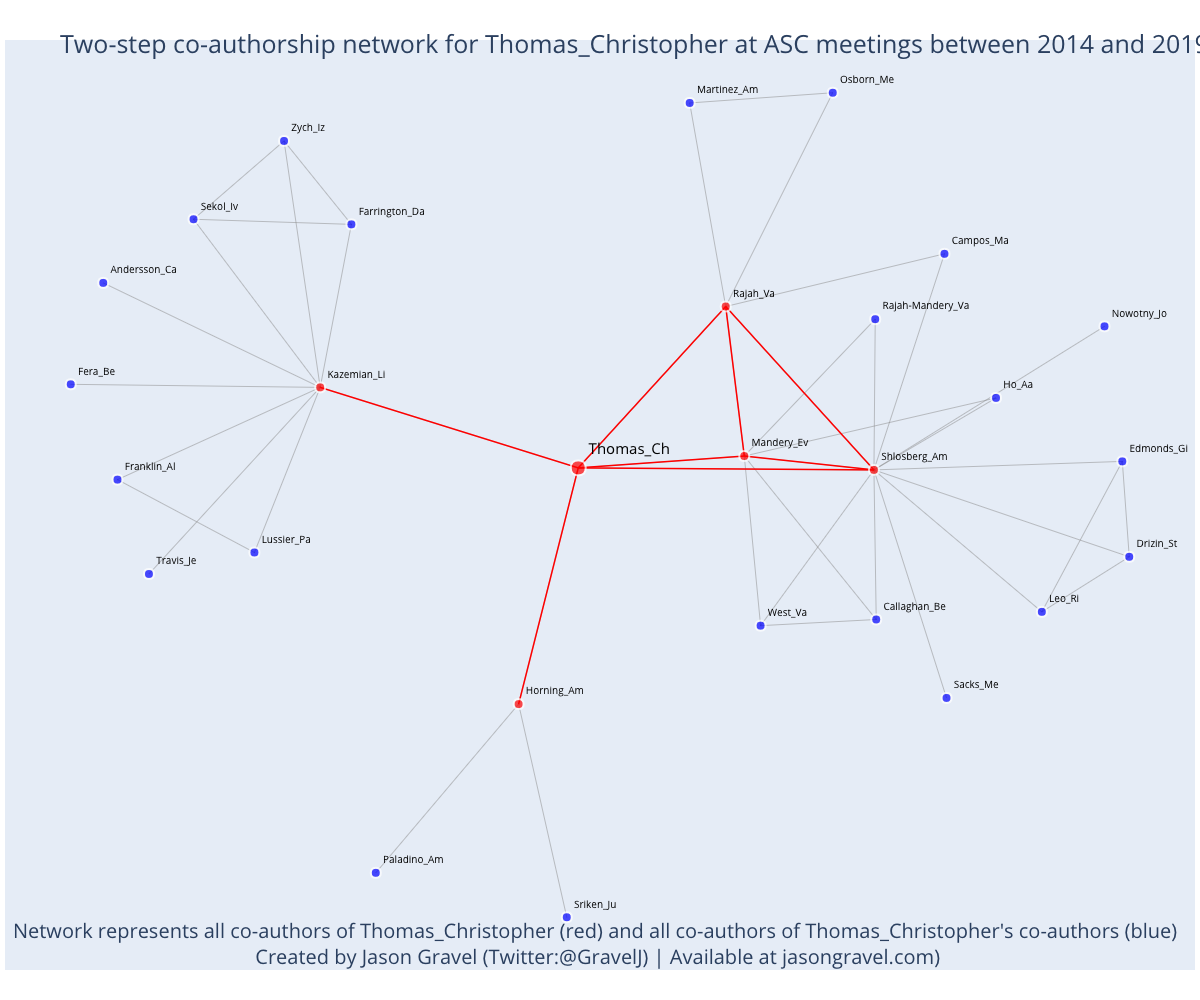 Two-step co-authorship network for Thomas_Christopher at ASC meetings between 2014 and 2019
Osborn_Me
Martinez_Am
Zych_Iz
Sekol_Iv
Farrington_Da
Campos_Ma
Andersson_Ca
Rajah_Va
Rajah-Mandery_Va
Nowotny_Jo
Fera_Be
Kazemian_Li
Ho_Aa
Mandery_Ev
Thomas_Ch
Edmonds_Gi
Shlosberg_Am
Franklin_Al
Lussier_Pa
Drizin_St
Travis_Je
Leo_Ri
Callaghan_Be
West_Va
Sacks_Me
Horning_Am
Paladino_Am
Sriken_Ju
Network represents all co-authors of Thomas_Christopher (red) and all co-authors of Thomas_Christopher's co-authors (blue)
Created by Jason Gravel (Twitter:@GravelJ) | Available at jasongravel.com)